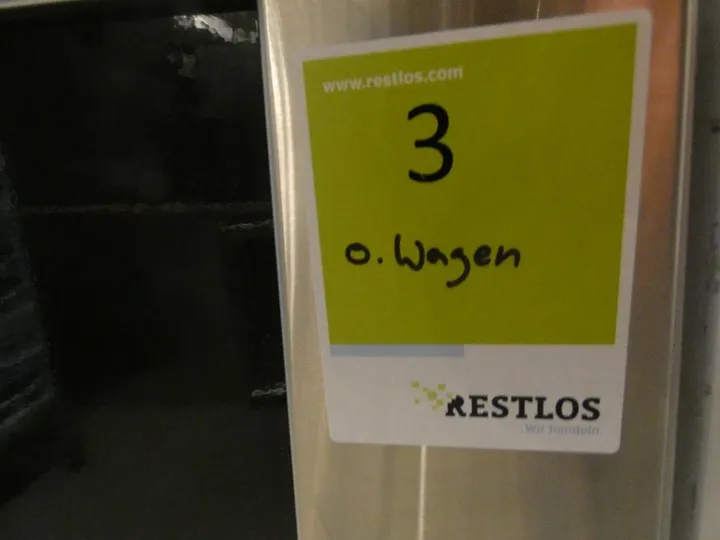 www.restlos.com
3
o. Wagen
RESTLOS
Wir handeln.